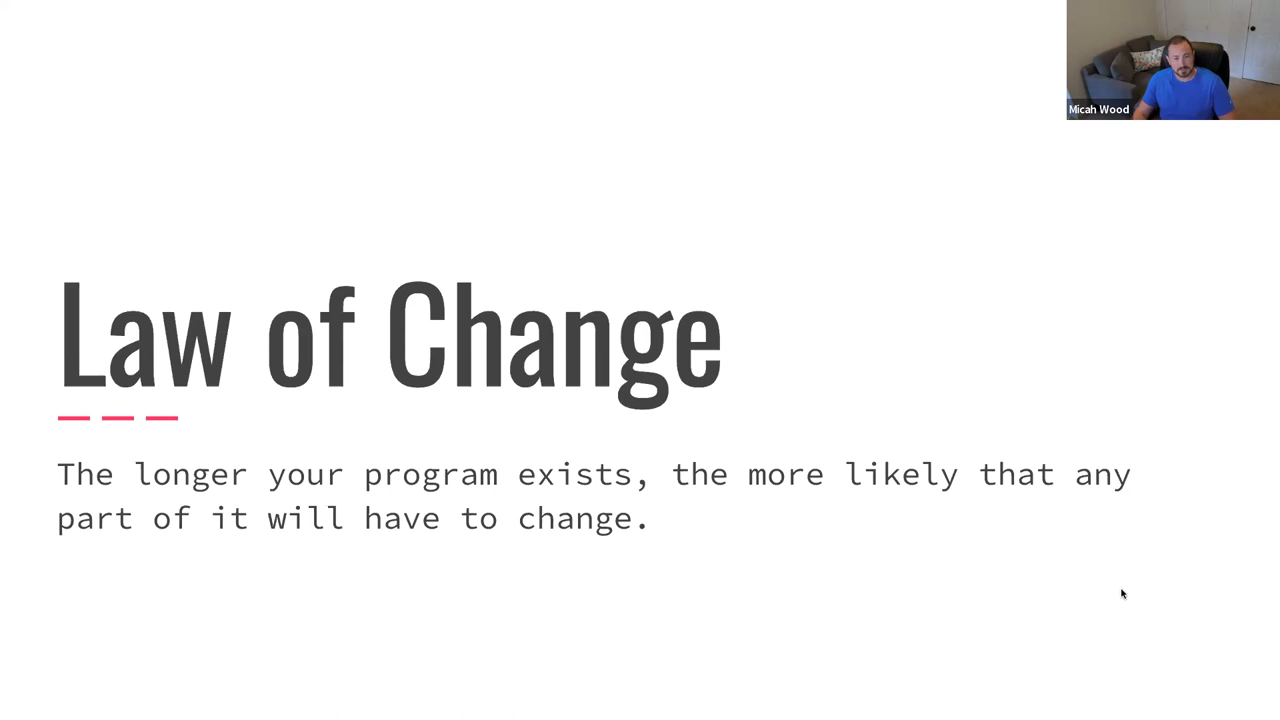 Micah Wood
Law of Change
The longer your program exists, the more likely that any
part of it will have to change.